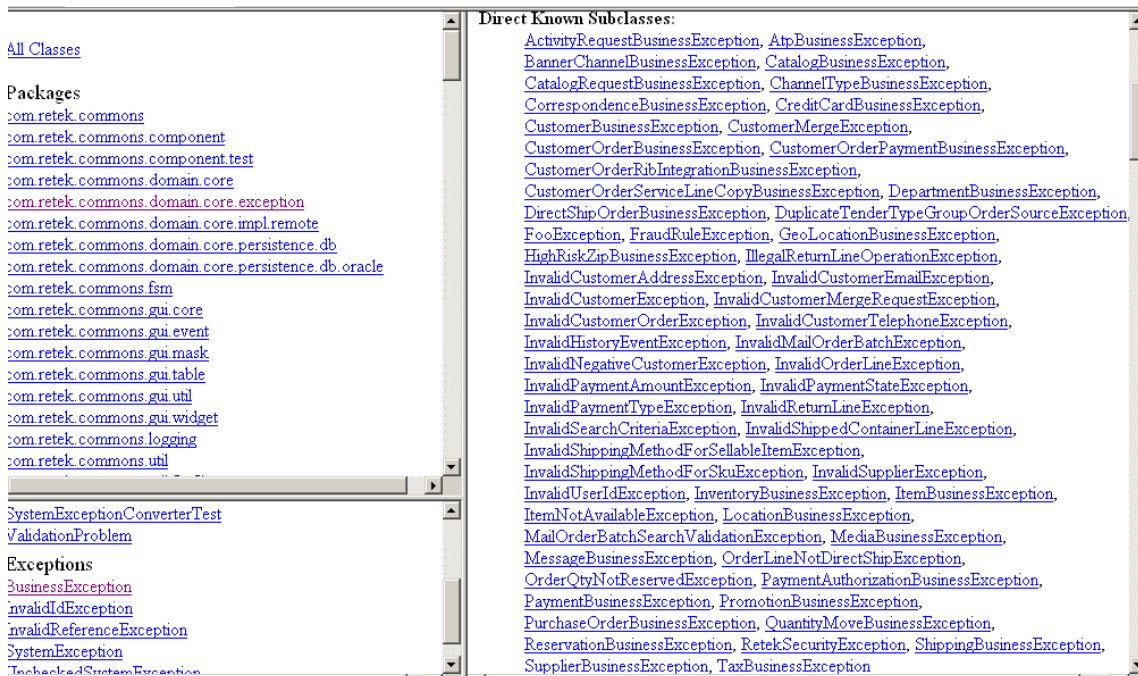 All Classes
Packages
com.retek.commons
com.retek.commons.component
com.retek.commons.component.test
com.retek.commons.domain.core
com.retek.commons.domain.core.exception
com.retek.commons.domain.core.impl.remote
com.retek.commons.domain.core.persistence.db
com.retek.commons.domain.core.persistence.db.oracle
com.retek.commons.fsm
com.retek.commons.gui.core
com.retek.commons.gui.event
com.retek.commons.gui.mask
com.retek.commons.gui.table
com.retek.commons.gui.util
com.retek.commons.gui.widget
com.retek.commons.logging
com.retek.commons.util
SystemExceptionConverterTest
ValidationProblem
Exceptions
BusinessException
InvalidIdException
InvalidReferenceException
SystemException
UncheckedSystemException
Direct Known Subclasses:
ActivityRequestBusinessException, AtpBusinessException,
BannerChannelBusinessException, CatalogBusinessException,
CatalogRequestBusinessException, ChannelTypeBusinessException,
CorrespondenceBusinessException, CreditCardBusinessException,
CustomerBusinessException, CustomerMergeException,
CustomerOrderBusinessException, CustomerOrderPaymentBusinessException,
CustomerOrderRibIntegrationBusinessException,
CustomerOrderServiceLineCopyBusinessException, DepartmentBusinessException,
DirectShipOrderBusinessException, DuplicateTenderTypeGroupOrderSourceException,
FooException, FraudRuleException, GeoLocationBusinessException,
HighRiskZipBusinessException, IllegalReturnLineOperationException,
InvalidCustomerAddressException, InvalidCustomerEmailException,
InvalidCustomerException, InvalidCustomerMergeRequestException,
InvalidCustomerOrderException, InvalidCustomerTelephoneException,
InvalidHistoryEventException, InvalidMailOrderBatchException,
InvalidNegativeCustomerException, InvalidOrderLineException,
InvalidPaymentAmountException, InvalidPaymentStateException,
InvalidPaymentTypeException, InvalidReturnLineException,
InvalidSearchCriteriaException, InvalidShippedContainerLineException,
InvalidShippingMethodForSellableItemException,
InvalidShippingMethodForSkuException, InvalidSupplierException,
InvalidUserIdException, InventoryBusinessException, ItemBusinessException,
ItemNotAvailableException, LocationBusinessException,
MailOrderBatchSearchValidationException, MediaBusinessException,
MessageBusinessException, OrderLineNotDirectShipException,
OrderQtyNotReservedException, PaymentAuthorizationBusinessException,
PaymentBusinessException, PromotionBusinessException,
PurchaseOrderBusinessException, QuantityMoveBusinessException,
ReservationBusinessException, RetekSecurityException, ShippingBusinessException,
SupplierBusinessException, TaxBusinessException